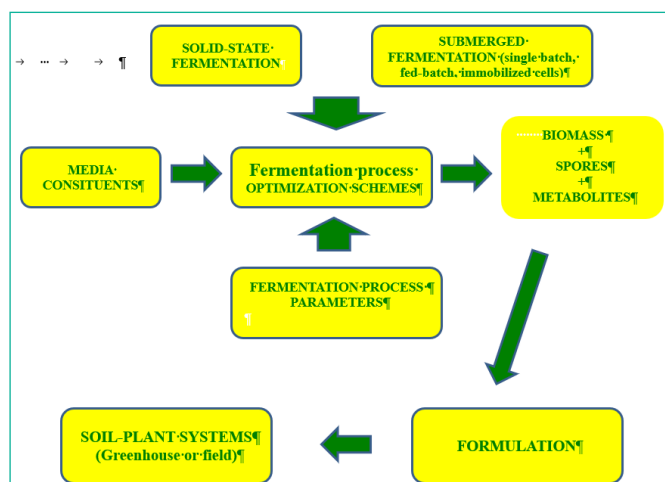 SOLID-STATE
FERMENTATION
SUBMERGED
FERMENTATION (single batch,
fed-batch, immobilized cells)¶
→ ... → → ¶
MEDIA
CONSITUENTS¶
Fermentation process
OPTIMIZATION SCHEMES¶
BIOMASS ¶
+¶
SPORES
+¶
METABOLITES¶
FERMENTATION PROCESS ¶
PARAMETERS¶
¶
SOIL-PLANT SYSTEMS¶
(Greenhouse or field)¶
FORMULATION¶